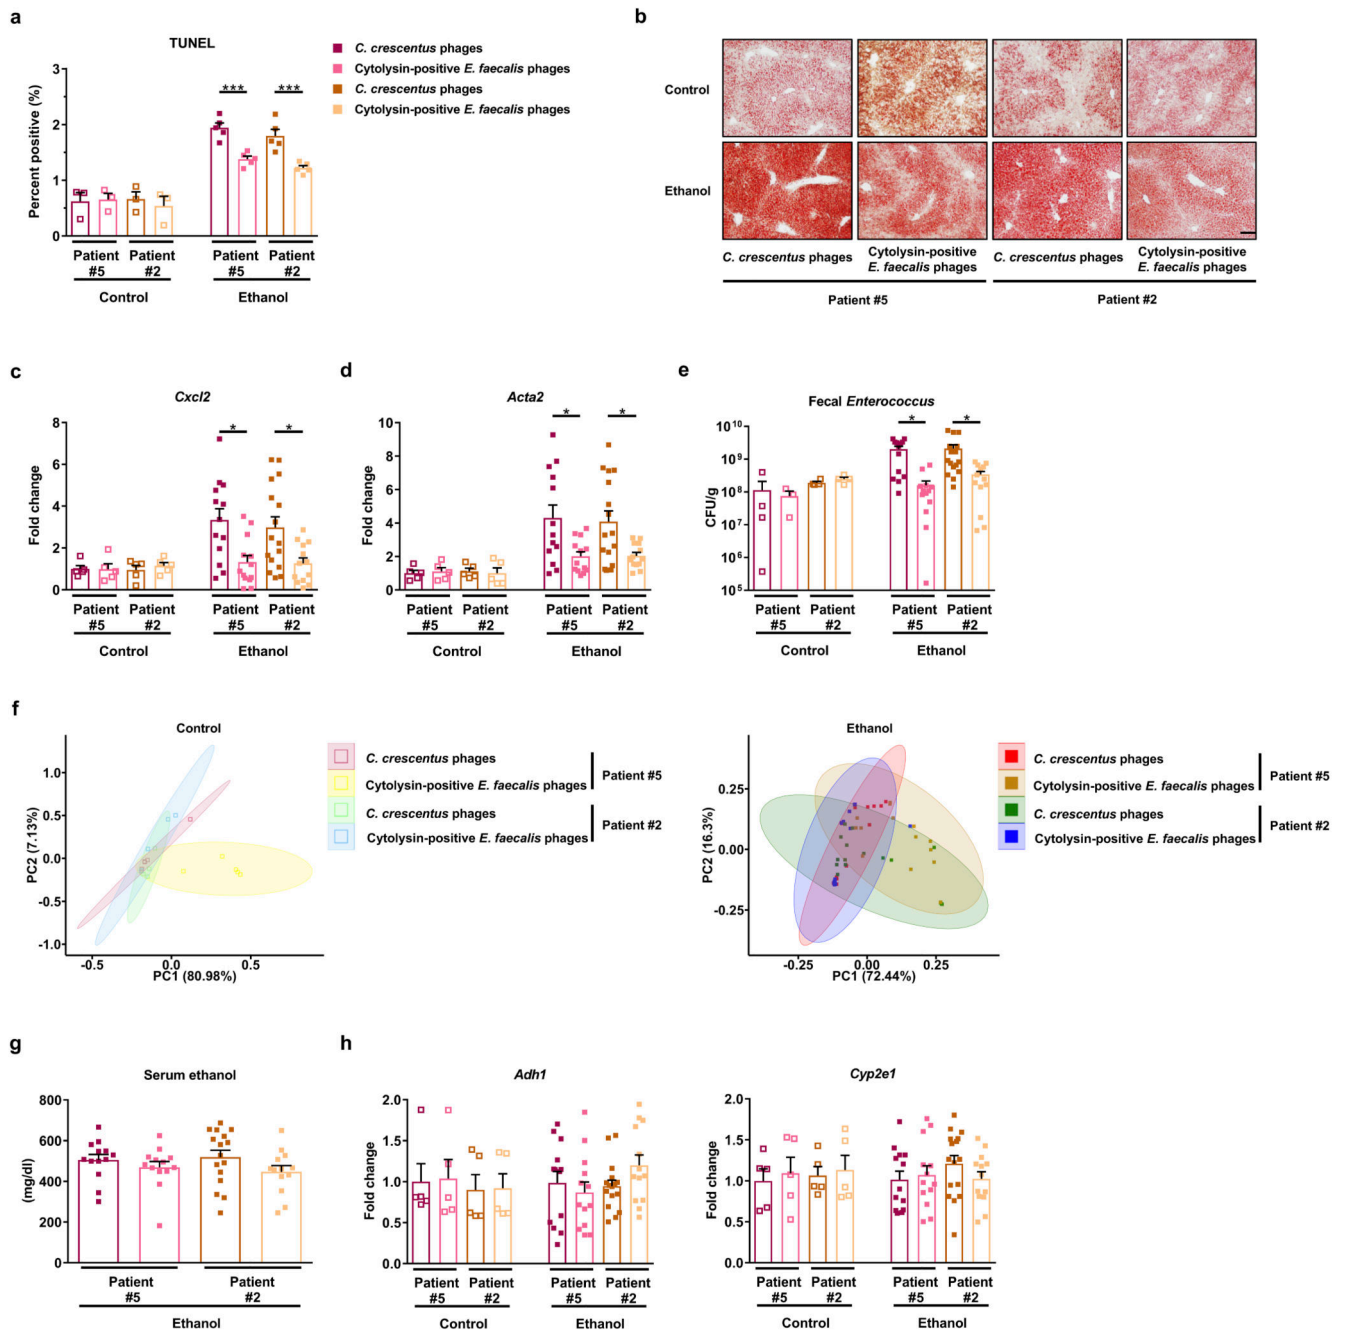 a
TUNEL
Percent positive (%)
3
2
1
0
***
***
Patient #5
Patient #2
Patient #5
Patient #2
Control
Ethanol
C. crescentus phages
Cytolysin-positive E. faecalis phages
C. crescentus phages
Cytolysin-positive E. faecalis phages
b
Control
Ethanol
C. crescentus phages
Cytolysin-positive
E. faecalis phages
C. crescentus phages
Cytolysin-positive
E. faecalis phages
Patient #5
Patient #2
c
Cxcl2
Fold change
8
6
4
2
0
*
*
Patient #5
Patient #2
Patient #5
Patient #2
Control
Ethanol
d
Acta2
Fold change
10
8
6
4
2
0
*
*
Patient #5
Patient #2
Patient #5
Patient #2
Control
Ethanol
e
Fecal Enterococcus
CFU/g
10^10
10^9
10^8
10^7
10^6
10^5
*
*
Patient #5
Patient #2
Patient #5
Patient #2
Control
Ethanol
f
Control
PC2 (7.13%)
1.0
0.5
0.0
-0.5
-1.0
-0.5
0.0
0.5
PC1 (80.98%)
C. crescentus phages
Cytolysin-positive E. faecalis phages
Patient #5
C. crescentus phages
Cytolysin-positive E. faecalis phages
Patient #2
Ethanol
PC2 (16.3%)
0.25
0.00
-0.25
-0.25
0.00
0.25
PC1 (72.44%)
C. crescentus phages
Cytolysin-positive E. faecalis phages
Patient #5
C. crescentus phages
Cytolysin-positive E. faecalis phages
Patient #2
g
Serum ethanol
(mg/dl)
800
600
400
200
0
Patient #5
Patient #2
Ethanol
h
Adh1
Fold change
2.0
1.5
1.0
0.5
0.0
Patient #5
Patient #2
Patient #5
Patient #2
Control
Ethanol
Cyp2e1
Fold change
2.0
1.5
1.0
0.5
0.0
Patient #5
Patient #2
Patient #5
Patient #2
Control
Ethanol